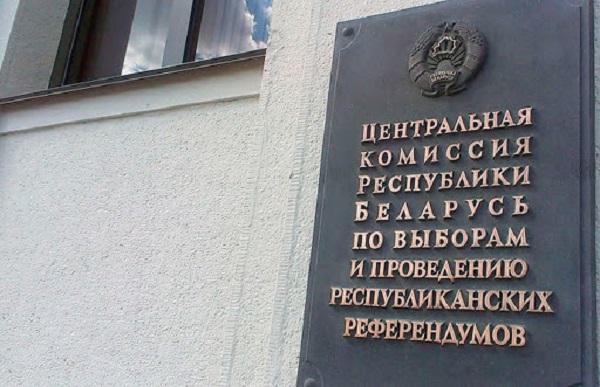 ЦЕНТРАЛЬНАЯ
КОМИССИЯ
РЕСПУБЛИКИ
БЕЛАРУСЬ
ПО ВЫБОРАМ
И ПРОВЕДЕНИЮ
РЕСПУБЛИКАНСКИХ
РЕФЕРЕНДУМОВ